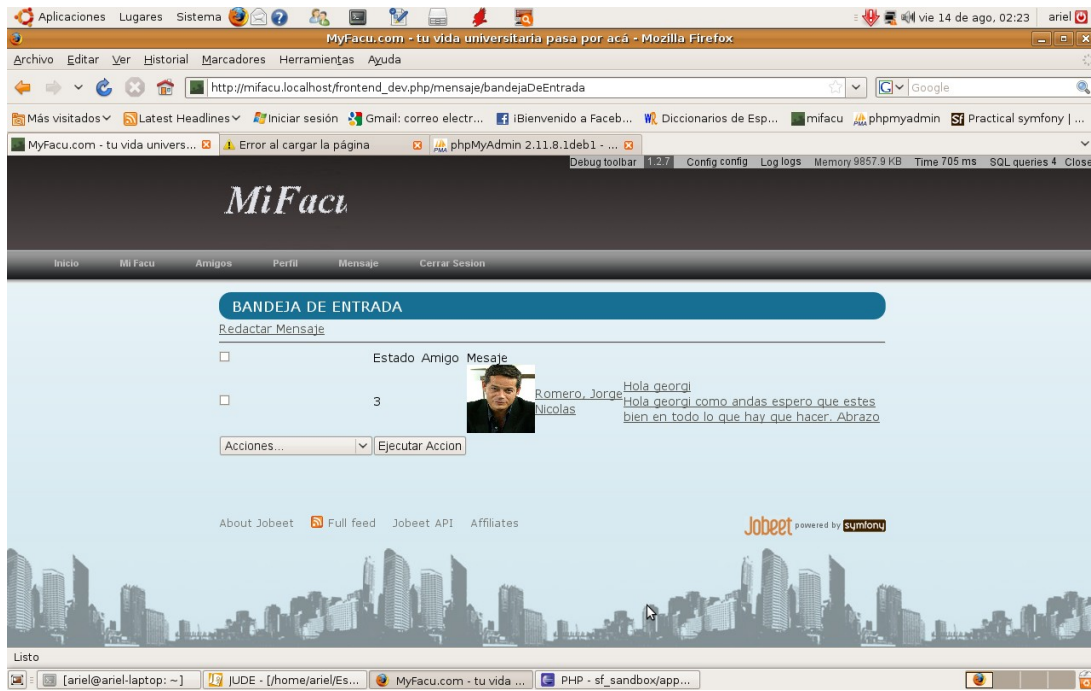 Aplicaciones Lugares Sistema vie 14 de ago, 02:23 ariel
MyFacu.com - tu vida universitaria pasa por acá - Mozilla Firefox
Archivo Editar Ver Historial Marcadores Herramientas Ayuda
http://mifacu.localhost/frontend_dev.php/mensaje/bandejaDeEntrada Google
Más visitados Latest Headlines Iniciar sesión Gmail: correo electr... ¡Bienvenido a Faceb... Diccionarios de Esp... mifacu phpmyadmin Practical symfony | ...
MyFacu.com - tu vida univers... Error al cargar la página phpMyAdmin 2.11.8.1deb1 - ...
Debug toolbar 1.2.7 Config config Log logs Memory 9857.9 KB Time 705 ms SQL queries 4 Close
MiFacu
Inicio Mi Facu Amigos Perfil Mensaje Cerrar Sesion
BANDEJA DE ENTRADA
Redactar Mensaje
Estado Amigo Mesaje
3
Romero, Jorge
Nicolas
Hola georgi
Hola georgi como andas espero que estes
bien en todo lo que hay que hacer. Abrazo
Acciones... Ejecutar Accion
About Jobeet Full feed Jobeet API Affiliates Jobeet powered by symfony
Listo
[ariel@ariel-laptop: ~] JUDE - [/home/ariel/Es... MyFacu.com - tu vida ... PHP - sf_sandbox/app...